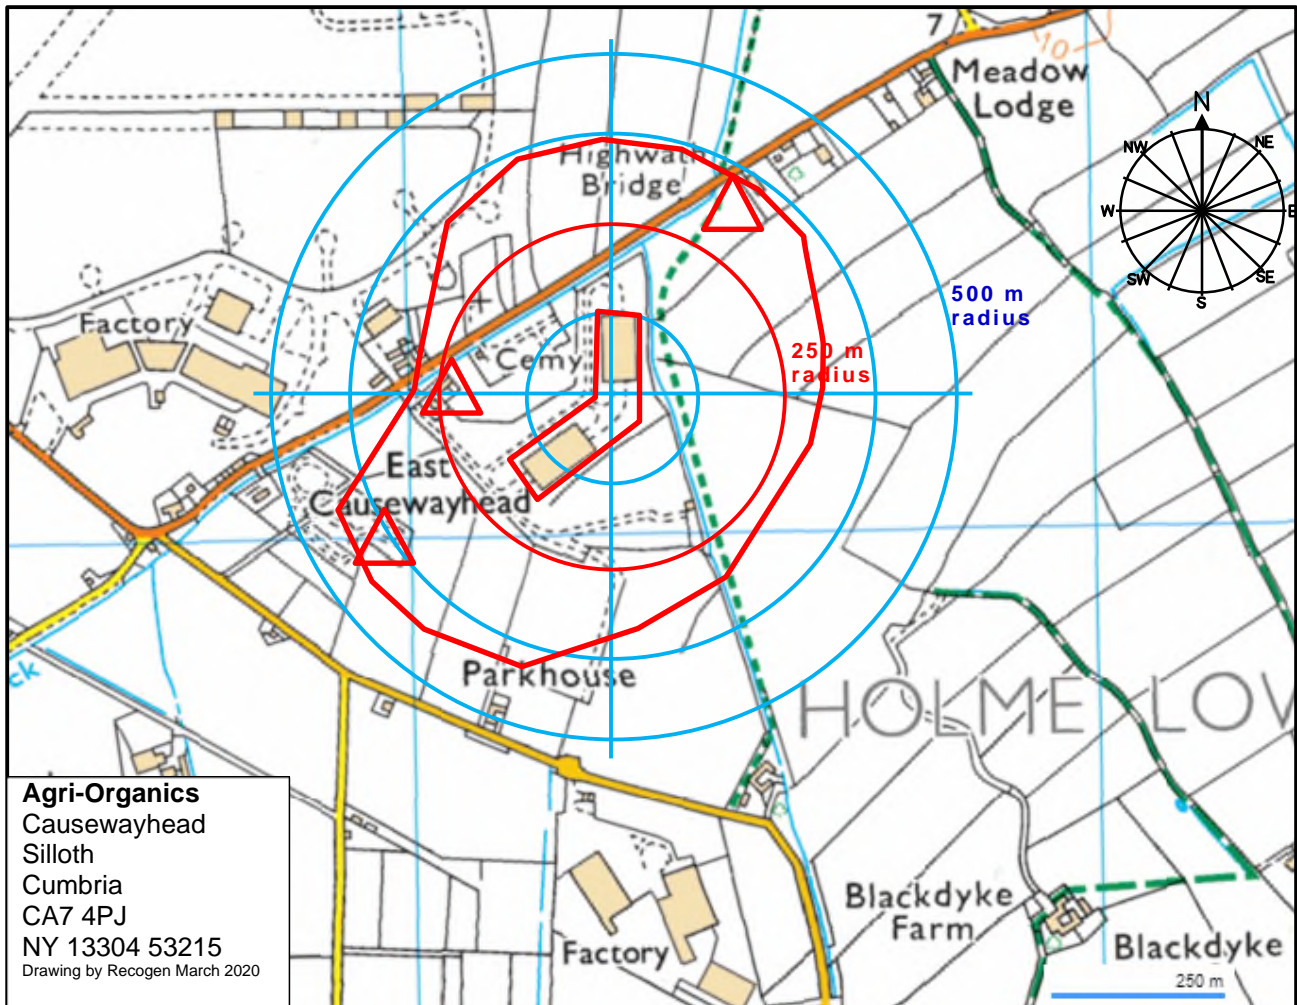 7
10
Meadow
Lodge
N
NW
NE
W
E
SW
SE
S
Highwath
Bridge
500 m
radius
Factory
250 m
radius
Cemy
East
Causewayhead
Parkhouse
ck
HOLME LOW
Agri-Organics
Causewayhead
Silloth
Cumbria
CA7 4PJ
NY 13304 53215
Drawing by Recogen March 2020
Factory
Blackdyke
Farm
Blackdyke
250 m